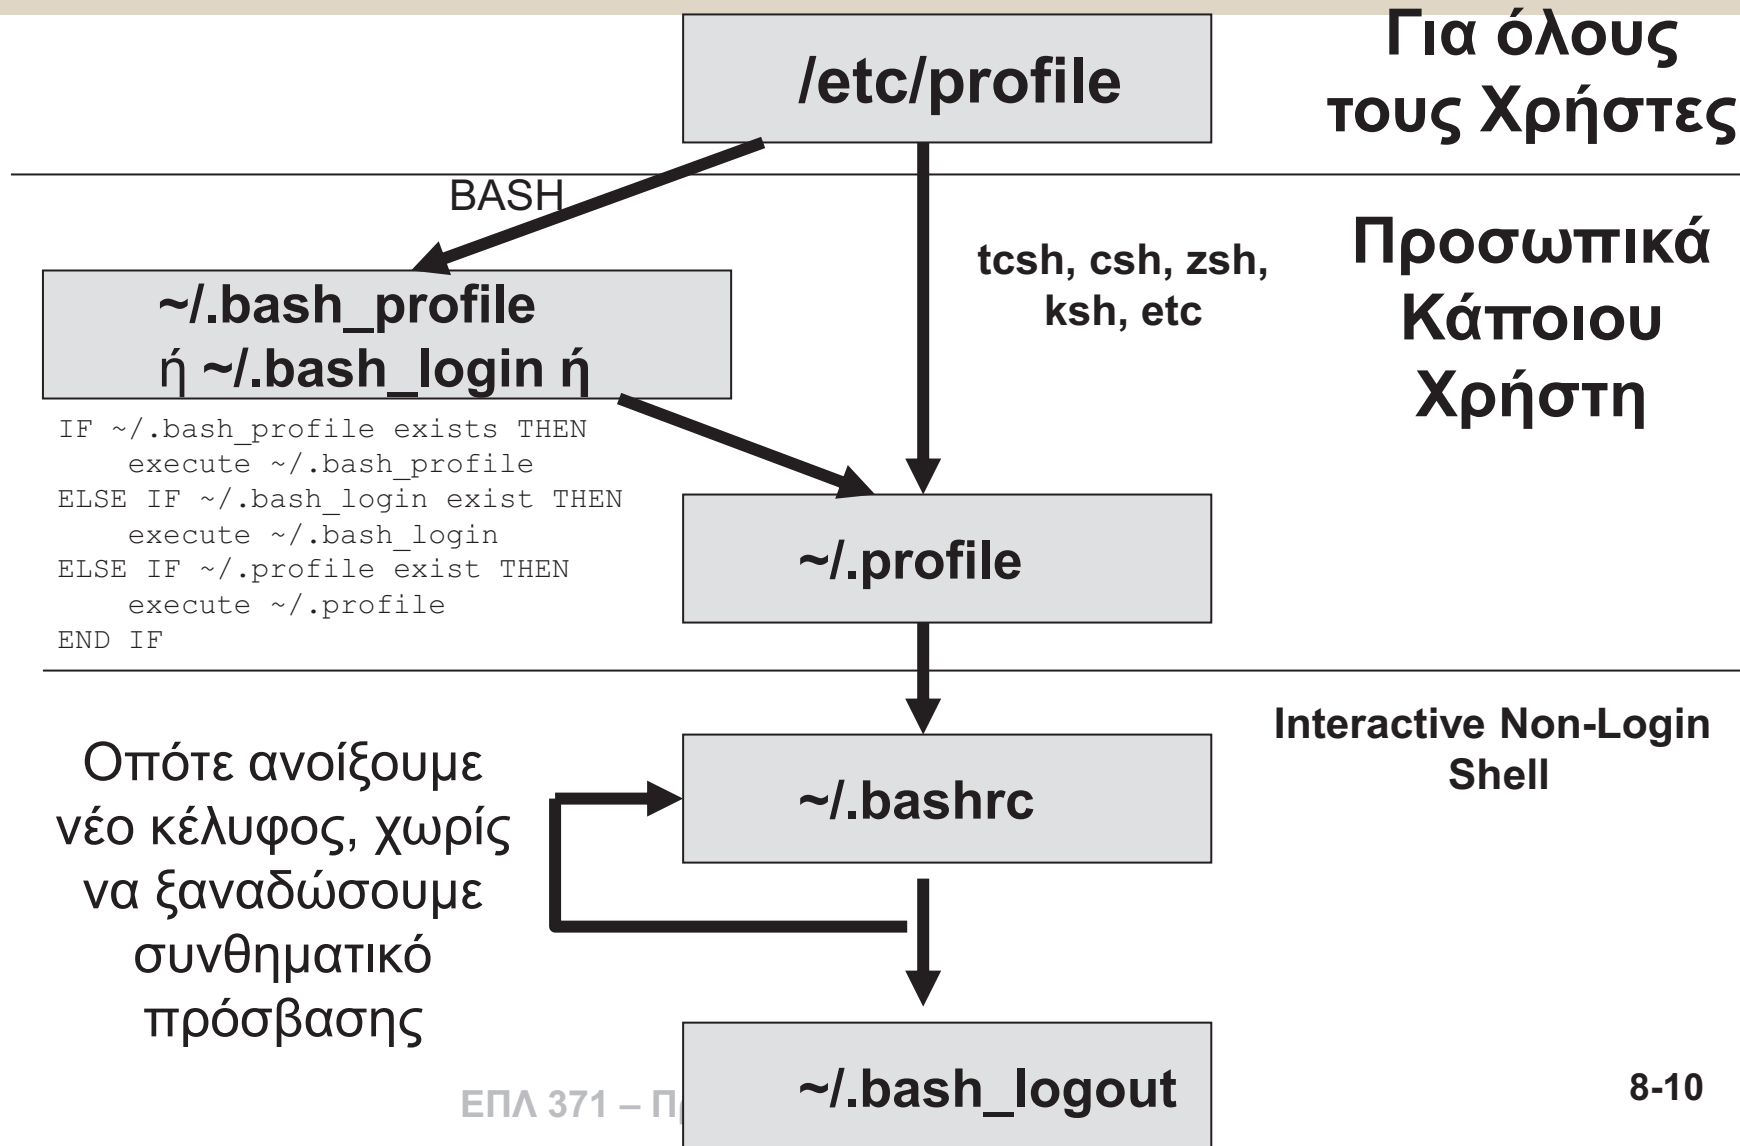 /etc/profile
Για όλους
τους Χρήστες
BASH
tcsh, csh, zsh,
ksh, etc
Προσωπικά
Κάποιου
Χρήστη
~/.bash_profile
ή ~/.bash_login ή
IF ~/.bash_profile exists THEN
execute ~/.bash_profile
ELSE IF ~/.bash_login exist THEN
execute ~/.bash_login
ELSE IF ~/.profile exist THEN
execute ~/.profile
END IF
~/.profile
Interactive Non-Login
Shell
Οπότε ανοίξουμε
νέο κέλυφος, χωρίς
να ξαναδώσουμε
συνθηματικό
πρόσβασης
~/.bashrc
~/.bash_logout
ΕΠΛ 371 –
8-10